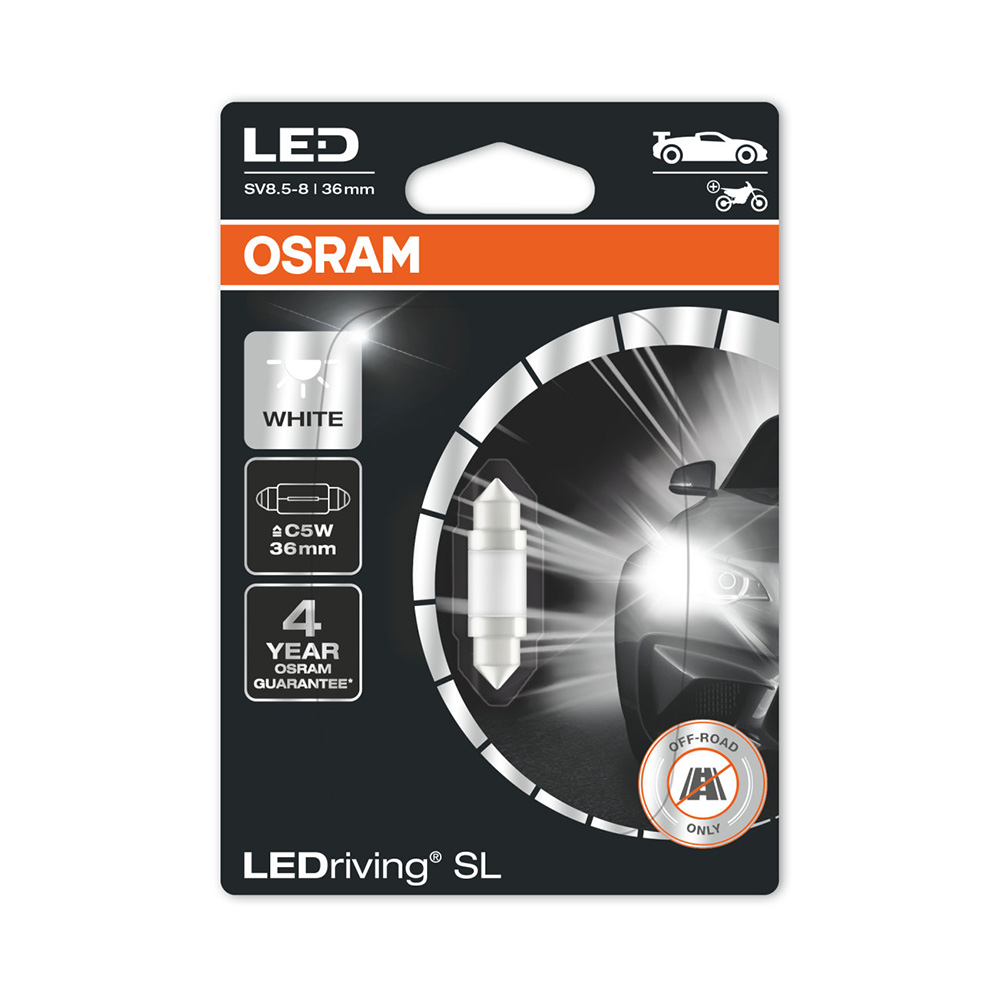 LED
SV8.5-8 | 36mm
OSRAM
WHITE
≙C5W
36mm
4
YEAR
OSRAM
GUARANTEE*
OFF-ROAD
ONLY
LEDriving® SL